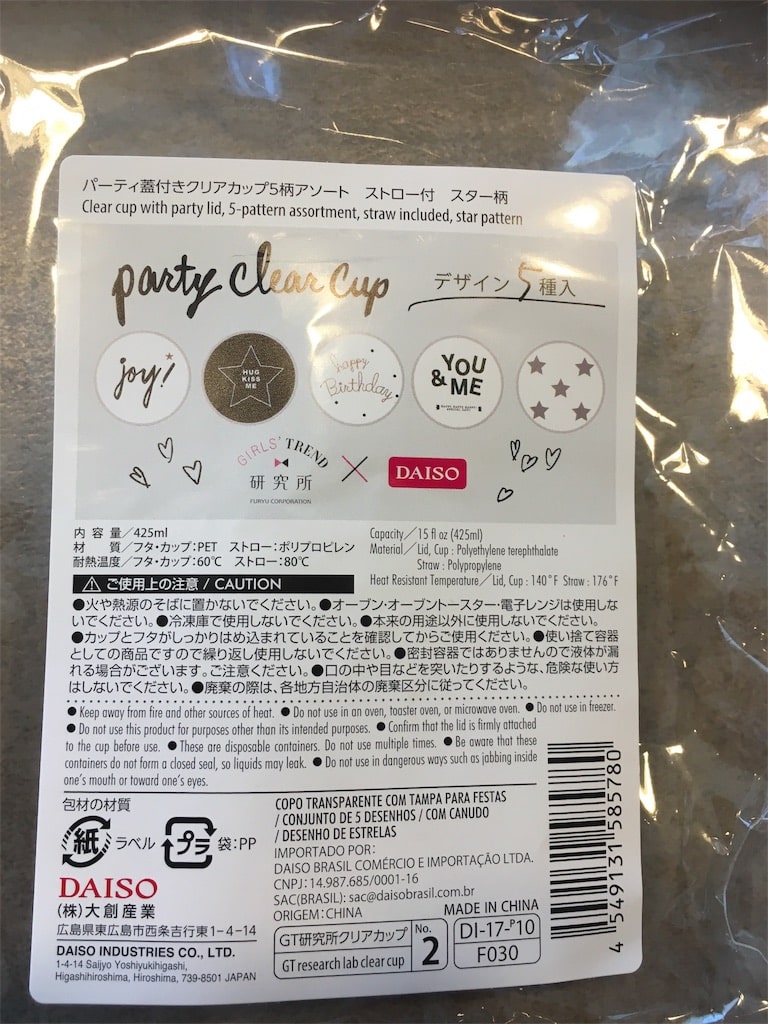 パーティ蓋付きクリアカップ5柄アソート　ストロー付　スター柄
Clear cup with party lid, 5-pattern assortment, straw included, star pattern
party clear cup
デザイン5種入
joy!
HUG
KISS
ME
happy
Birthday
YOU
&ME
GIRLS' TREND
研究所
FURYU CORPORATION
×
DAISO
内 容 量／425ml
材　　質／フタ・カップ:PET　ストロー:ポリプロピレン
耐熱温度／フタ・カップ:60℃　ストロー:80℃
Capacity／15 fl oz (425ml)
Material／Lid, Cup : Polyethylene terephthalate
Straw : Polypropylene
Heat Resistant Temperature／Lid, Cup : 140°F Straw : 176°F
ご使用上の注意 / CAUTION
●火や熱源のそばに置かないでください。●オーブン・オーブントースター・電子レンジは使用しな
いでください。●冷凍庫で使用しないでください。●本来の用途以外に使用しないでください。
●カップとフタがしっかりはめ込まれていることを確認してからご使用ください。●使い捨て容器
としての商品ですので繰り返し使用しないでください。●密封容器ではありませんので液体が漏
れる場合がございます。ご注意ください。●口の中や目などを突いたりするような、危険な使い方
はしないでください。●廃棄の際は、各地方自治体の廃棄区分に従ってください。
● Keep away from fire and other sources of heat. ● Do not use in an oven, toaster oven, or microwave oven. ● Do not use in freezer.
● Do not use this product for purposes other than its intended purposes. ● Confirm that the lid is firmly attached
to the cup before use. ● These are disposable containers. Do not use multiple times. ● Be aware that these
containers do not form a closed seal, so liquids may leak. ● Do not use in dangerous ways such as jabbing inside
one's mouth or toward one's eyes.
包材の材質
紙 ラベル プラ 袋:PP
DAISO
(株)大創産業
広島県東広島市西条吉行東1-4-14
DAISO INDUSTRIES CO., LTD.
1-4-14 Saijyo Yoshiyukihigashi,
Higashihiroshima, Hiroshima, 739-8501 JAPAN
COPO TRANSPARENTE COM TAMPA PARA FESTAS
/ CONJUNTO DE 5 DESENHOS / COM CANUDO
/ DESENHO DE ESTRELAS
IMPORTADO POR:
DAISO BRASIL COMÉRCIO E IMPORTAÇÃO LTDA.
CNPJ: 14.987.685/0001-16
SAC(BRASIL): sac@daisobrasil.com.br
ORIGEM: CHINA
GT研究所クリアカップ
GT research lab clear cup
No.
2
MADE IN CHINA
DI-17-P10
F030
4 549131 585780